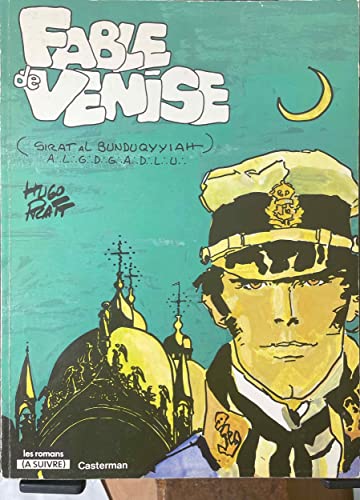 FABLE
de VENISE
(SIRAT AL BUNDUQYYIAH)
A∴L∴G∴D∴G∴A∴D∴L∴U∴
HUGO
PRATT
les romans
(A SUIVRE)
Casterman